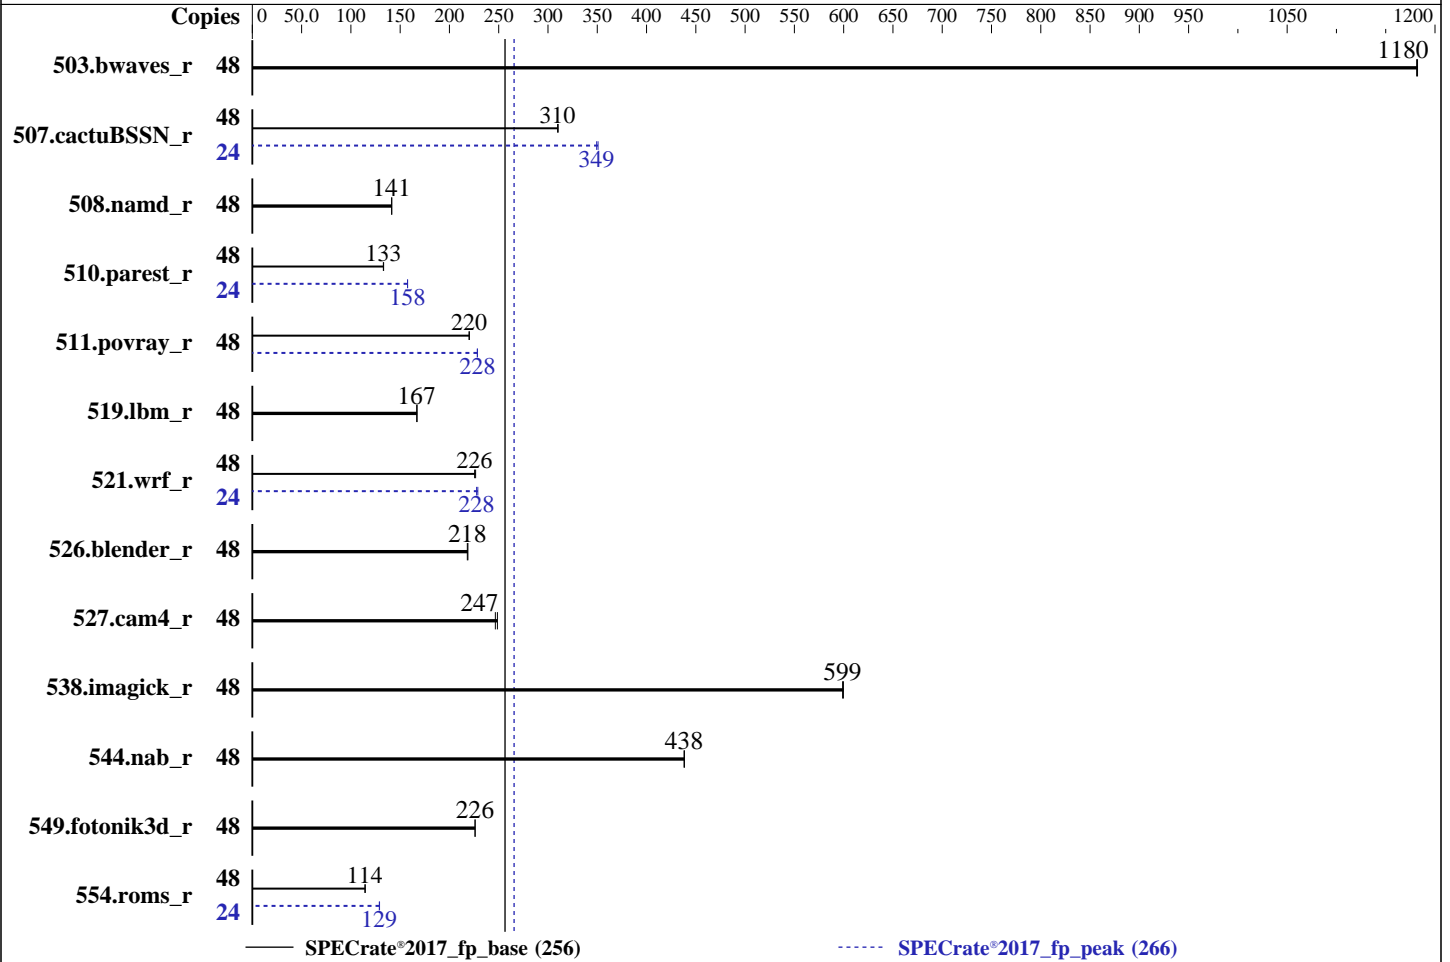 Copies 0 50.0 100 150 200 250 300 350 400 450 500 550 600 650 700 750 800 850 900 950 1050 1200
503.bwaves_r 48 1180
507.cactuBSSN_r 48 310
24 349
508.namd_r 48 141
510.parest_r 48 133
24 158
511.povray_r 48 220
228
519.lbm_r 48 167
521.wrf_r 48 226
24 228
526.blender_r 48 218
527.cam4_r 48 247
538.imagick_r 48 599
544.nab_r 48 438
549.fotonik3d_r 48 226
554.roms_r 48 114
24 129
SPECrate®2017_fp_base (256) SPECrate®2017_fp_peak (266)